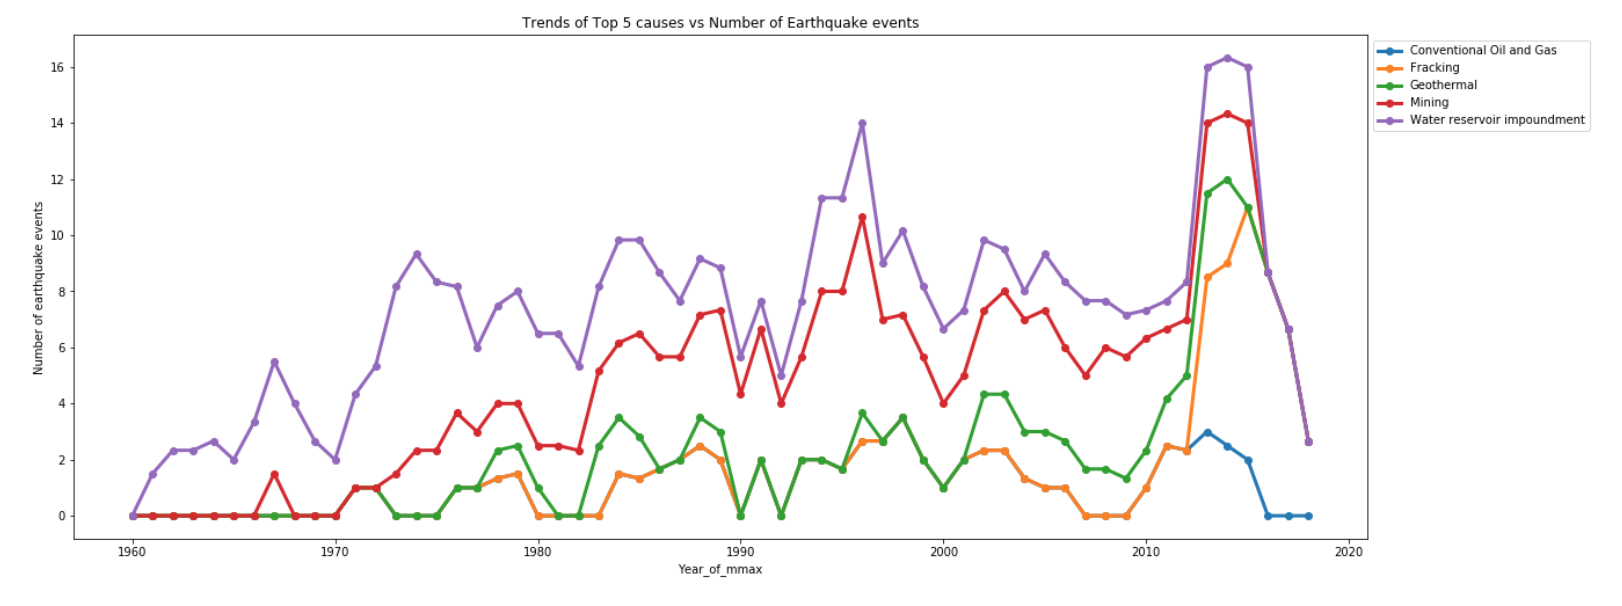 Trends of Top 5 causes vs Number of Earthquake events
Conventional Oil and Gas
Fracking
Geothermal
Mining
Water reservoir impoundment
Number of earthquake events
16
14
12
10
8
6
4
2
0
1960 1970 1980 1990 2000 2010 2020
Year_of_mmax